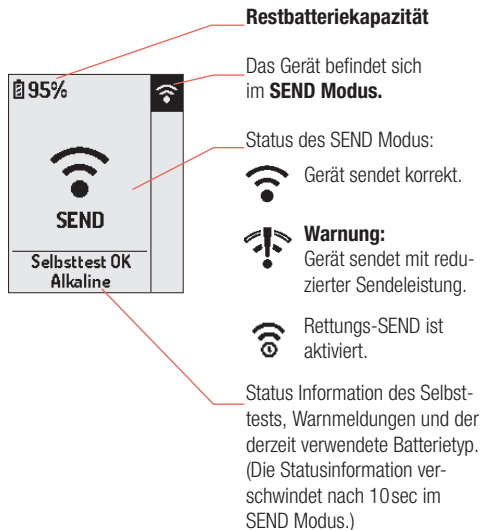 Restbatteriekapazität
95%
Das Gerät befindet sich
im SEND Modus.
Status des SEND Modus:
Gerät sendet korrekt.
SEND
Warnung:
Gerät sendet mit redu-
zierter Sendeleistung.
Selbsttest OK
Alkaline
Rettungs-SEND ist
aktiviert.
Status Information des Selbst-
tests, Warnmeldungen und der
derzeit verwendete Batterietyp.
(Die Statusinformation ver-
schwindet nach 10 sec im
SEND Modus.)